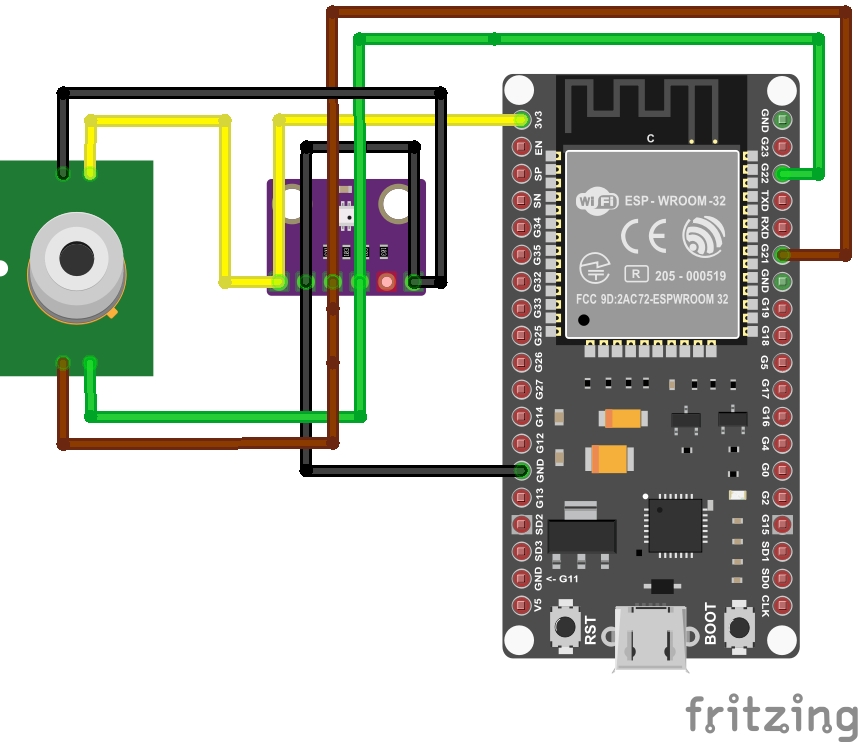 3v3
EN
SP
SN
G34
G35
G32
G33
G25
G26
G27
G14
G12
GND
G13
SD2
SD3
GND
V5
<- G11
C
WiFi
ESP - WROOM -32
CE
R 205 - 000519
FCC 9D:2AC72-ESPWROOM 32
GND
G23
G22
TXD
RXD
G21
GND
G19
G18
G5
G17
G16
G4
G0
G2
G15
SD1
SD0
CLK
RST
BOOT
fritzing